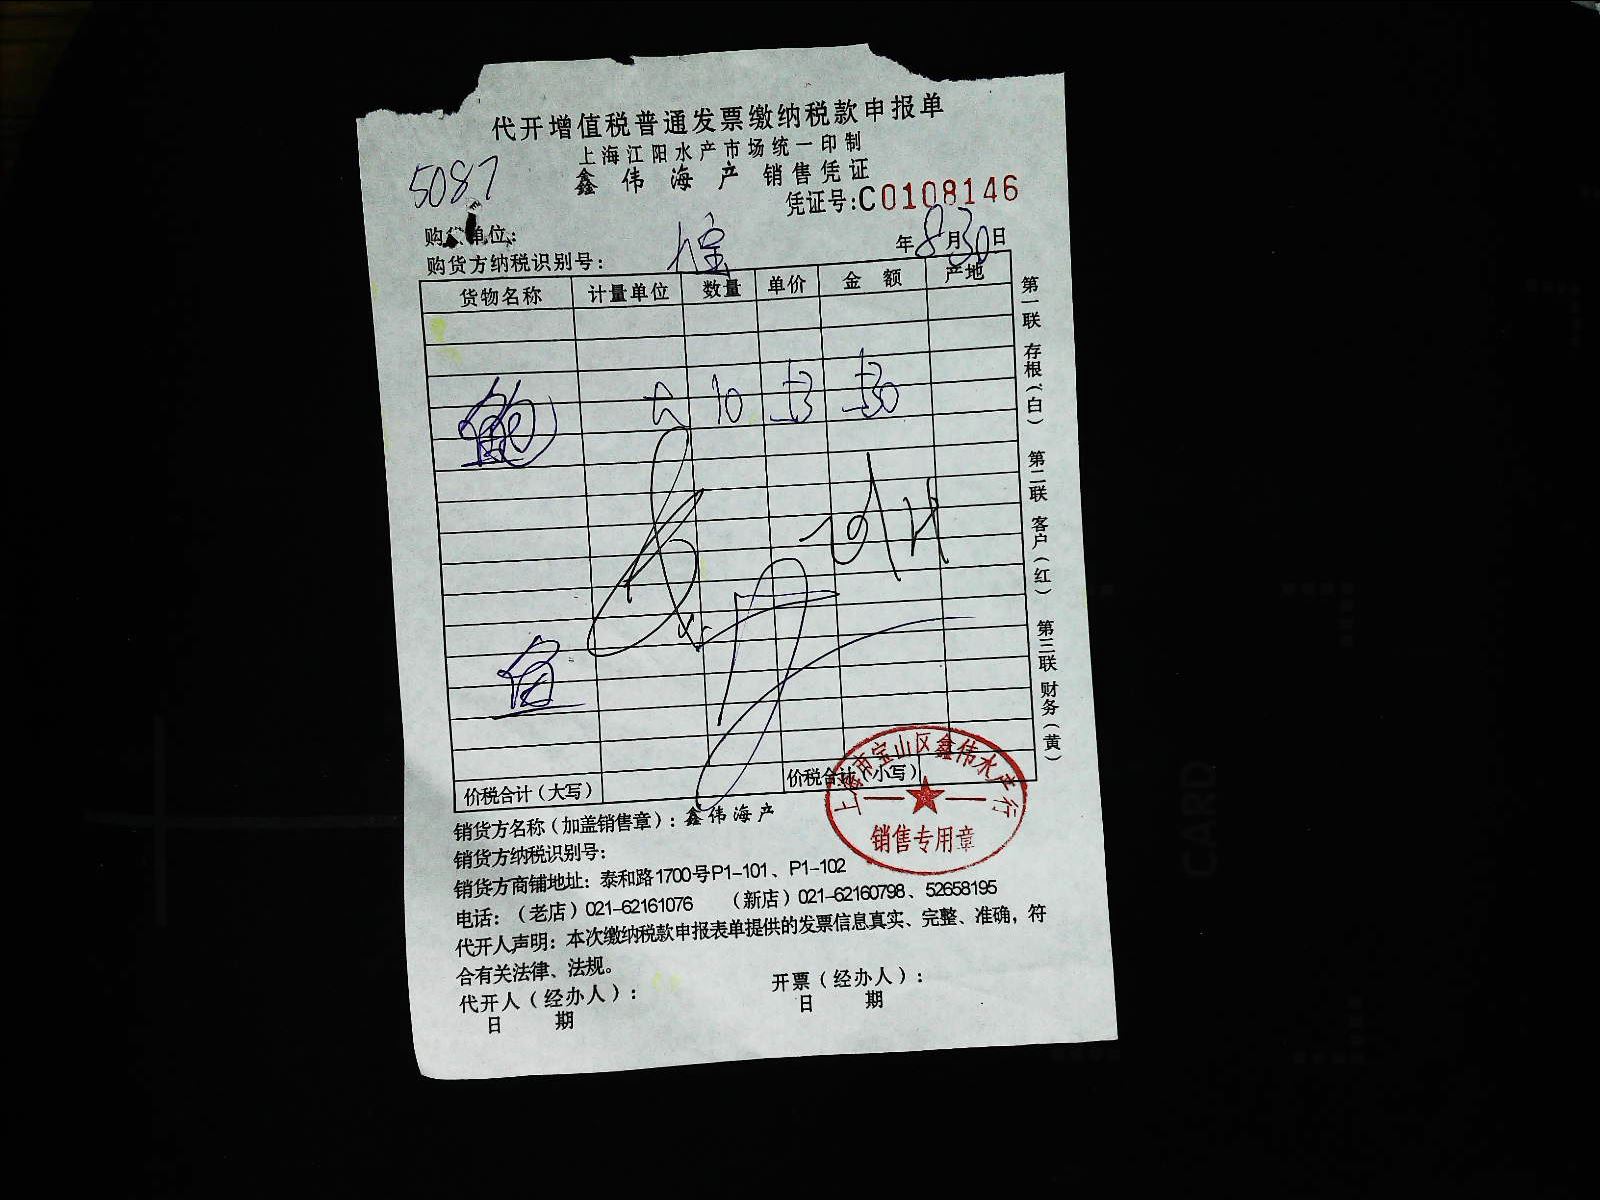 代开增值税普通发票缴纳税款申报单
上海江阳水产市场统一印制
5087
鑫伟海产 销售凭证
凭证号:C0108146
购货单位:
年8月30日
购货方纳税识别号:
货物名称 计量单位 数量 单价 金额 产地
10
价税合计(大写) 价税合计(小写)
第一联 存根(白) 第二联 客户(红) 第三联 财务(黄)
上海市宝山区鑫伟水产行
销售专用章
销货方名称(加盖销售章):鑫伟海产
销货方纳税识别号:
销货方商铺地址:泰和路1700号P1-101、P1-102
电话:(老店)021-62161076 (新店)021-62160798、52658195
代开人声明:本次缴纳税款申报表单提供的发票信息真实、完整、准确,符
合有关法律、法规。
代开人(经办人): 开票(经办人):
日期 日期
CARD